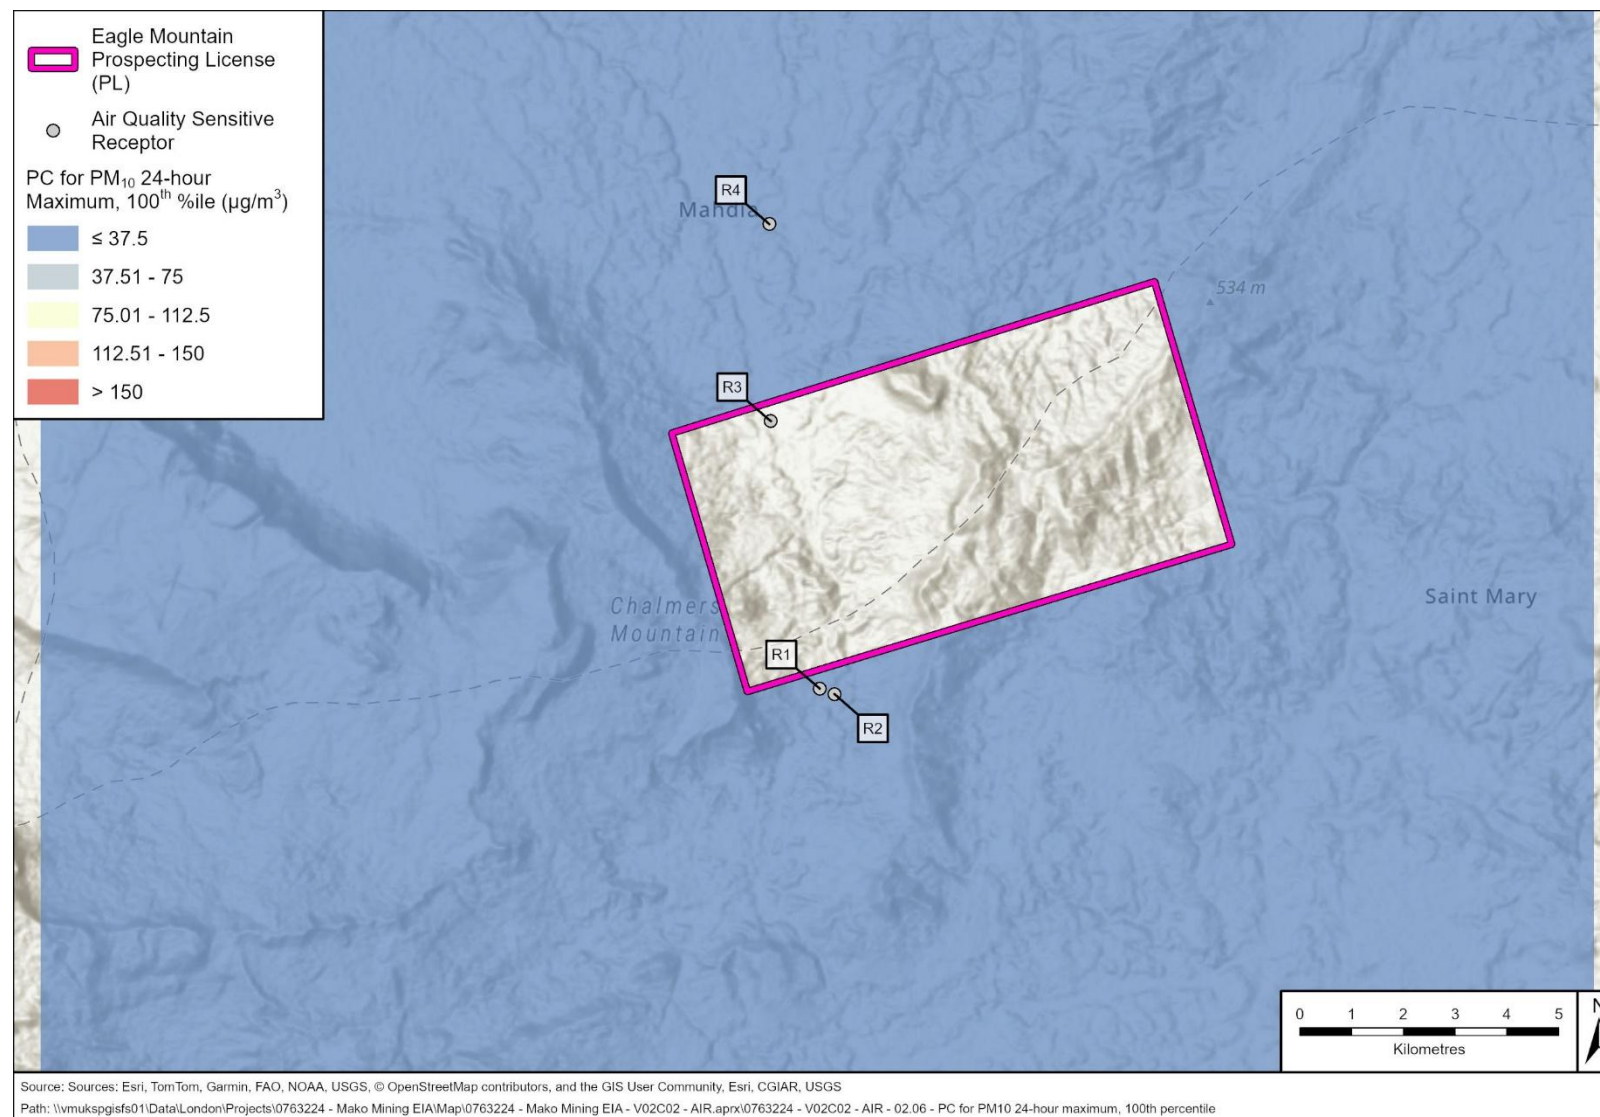 Eagle Mountain
Prospecting License
(PL)
Air Quality Sensitive
Receptor
PC for PM₁₀ 24-hour
Maximum, 100ᵗʰ %ile (µg/m³)
≤ 37.5
37.51 - 75
75.01 - 112.5
112.51 - 150
> 150
R4
Mahdia
534 m
R3
Chalmers
Mountain
Saint Mary
R1
R2
0 1 2 3 4 5
Kilometres
N
Source: Sources: Esri, TomTom, Garmin, FAO, NOAA, USGS, © OpenStreetMap contributors, and the GIS User Community, Esri, CGIAR, USGS
Path: \\vmukspgisfs01\Data\London\Projects\0763224 - Mako Mining EIA\Map\0763224 - Mako Mining EIA - V02C02 - AIR.aprx\0763224 - V02C02 - AIR - 02.06 - PC for PM10 24-hour maximum, 100th percentile